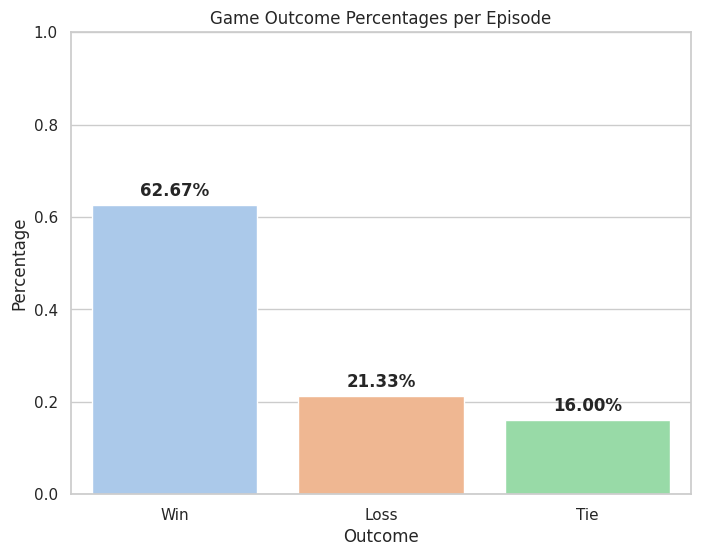 Game Outcome Percentages per Episode
1.0
0.8
0.6
0.4
0.2
0.0
Percentage
62.67%
21.33%
16.00%
Win
Loss
Tie
Outcome